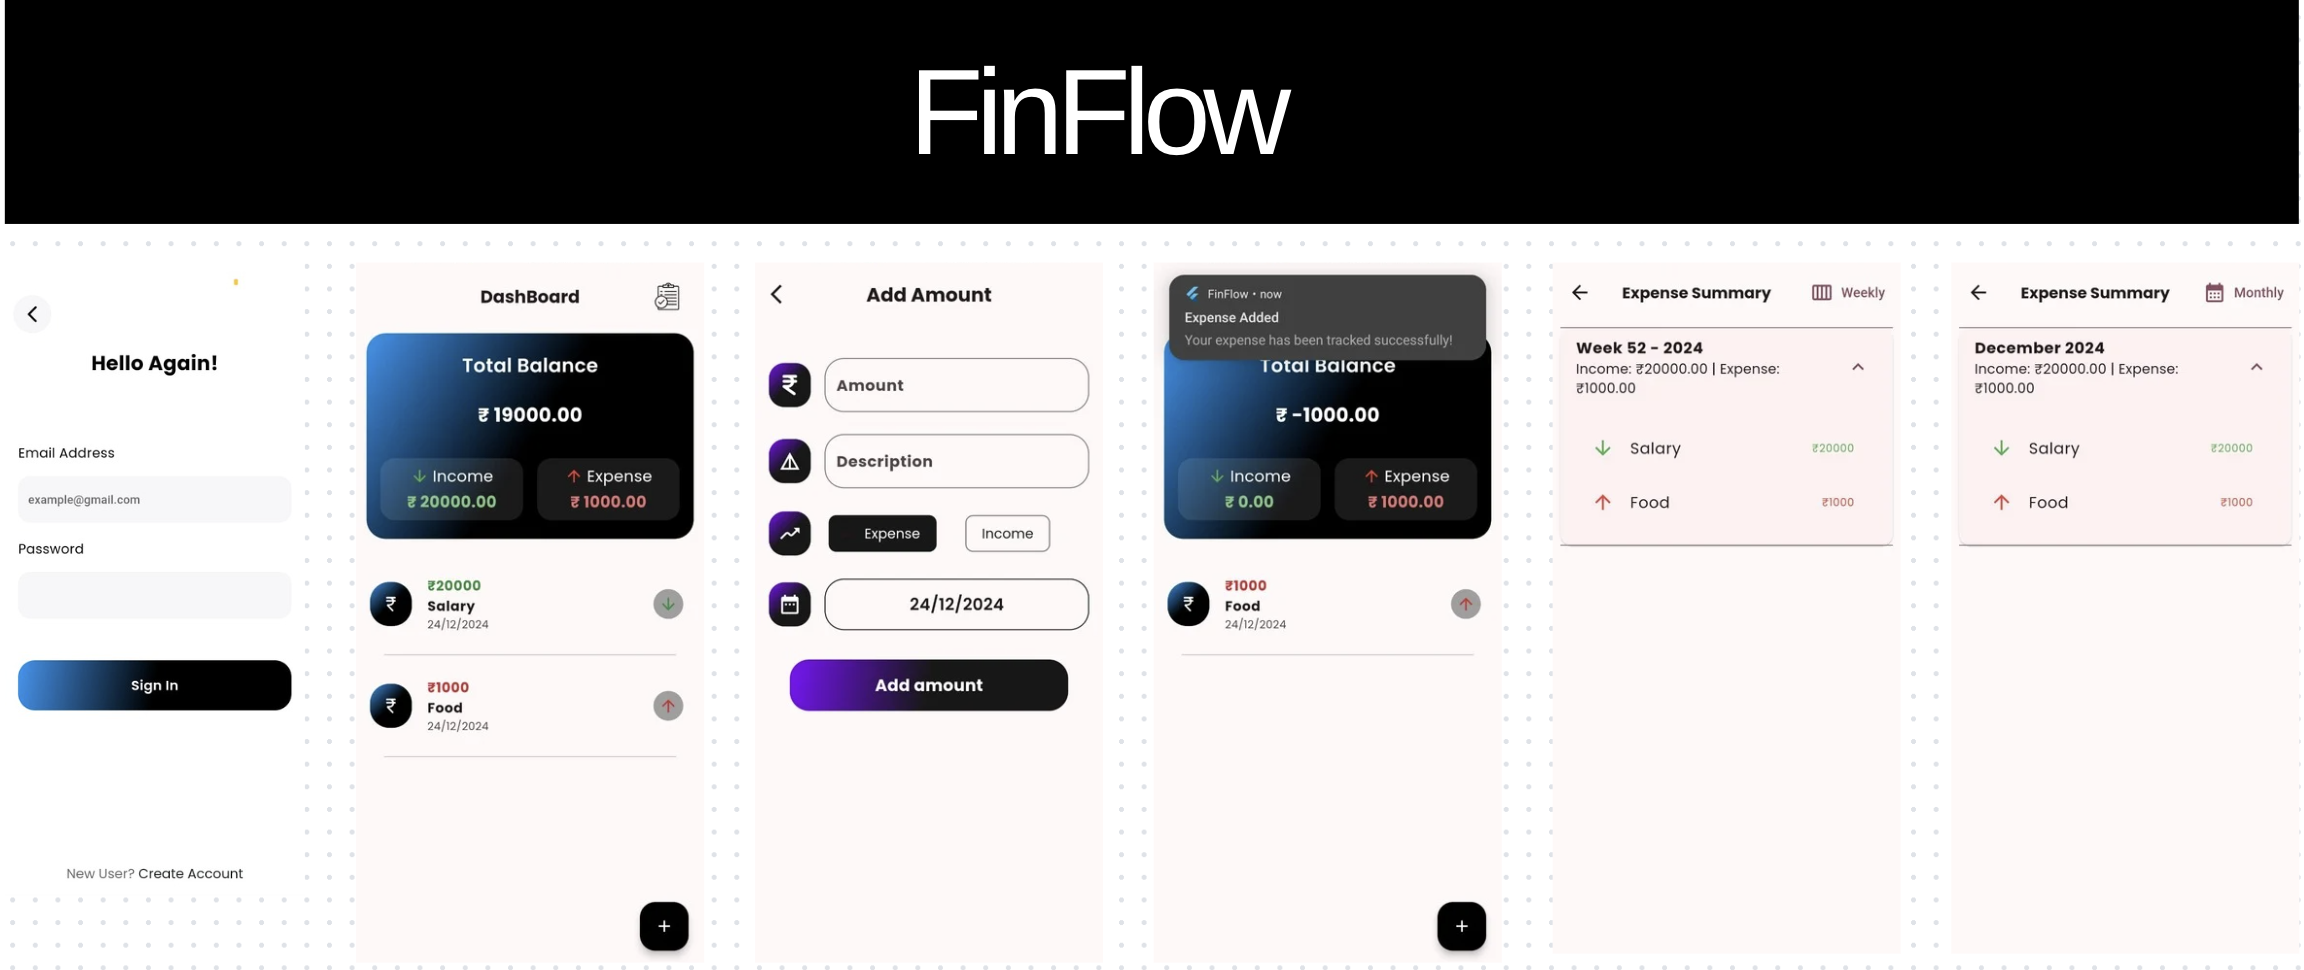 FinFlow
Hello Again!
Email Address
example@gmail.com
Password
Sign In
New User? Create Account
DashBoard
Total Balance
₹ 19000.00
Income
₹ 20000.00
Expense
₹ 1000.00
₹
₹20000
Salary
24/12/2024
₹
₹1000
Food
24/12/2024
+
Add Amount
₹
Amount
Description
Expense
Income
24/12/2024
Add amount
FinFlow • now
Expense Added
Your expense has been tracked successfully!
Total Balance
₹ -1000.00
Income
₹ 0.00
Expense
₹ 1000.00
₹
₹1000
Food
24/12/2024
+
Expense Summary
Weekly
Week 52 - 2024
Income: ₹20000.00 | Expense:
₹1000.00
Salary
₹20000
Food
₹1000
Expense Summary
Monthly
December 2024
Income: ₹20000.00 | Expense:
₹1000.00
Salary
₹20000
Food
₹1000